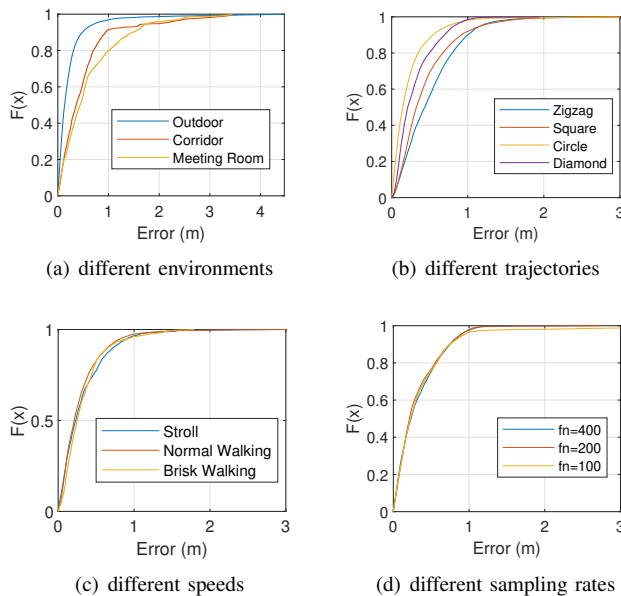 1
0.8
0.6
0.4
0.2
0
F(x)
Outdoor
Corridor
Meeting Room
0 1 2 3 4
Error (m)
(a) different environments
1
0.8
0.6
0.4
0.2
0
F(x)
Zigzag
Square
Circle
Diamond
0 1 2 3
Error (m)
(b) different trajectories
1
0.5
0
F(x)
Stroll
Normal Walking
Brisk Walking
0 1 2 3
Error (m)
(c) different speeds
1
0.8
0.6
0.4
0.2
0
F(x)
fn=400
fn=200
fn=100
0 1 2 3
Error (m)
(d) different sampling rates